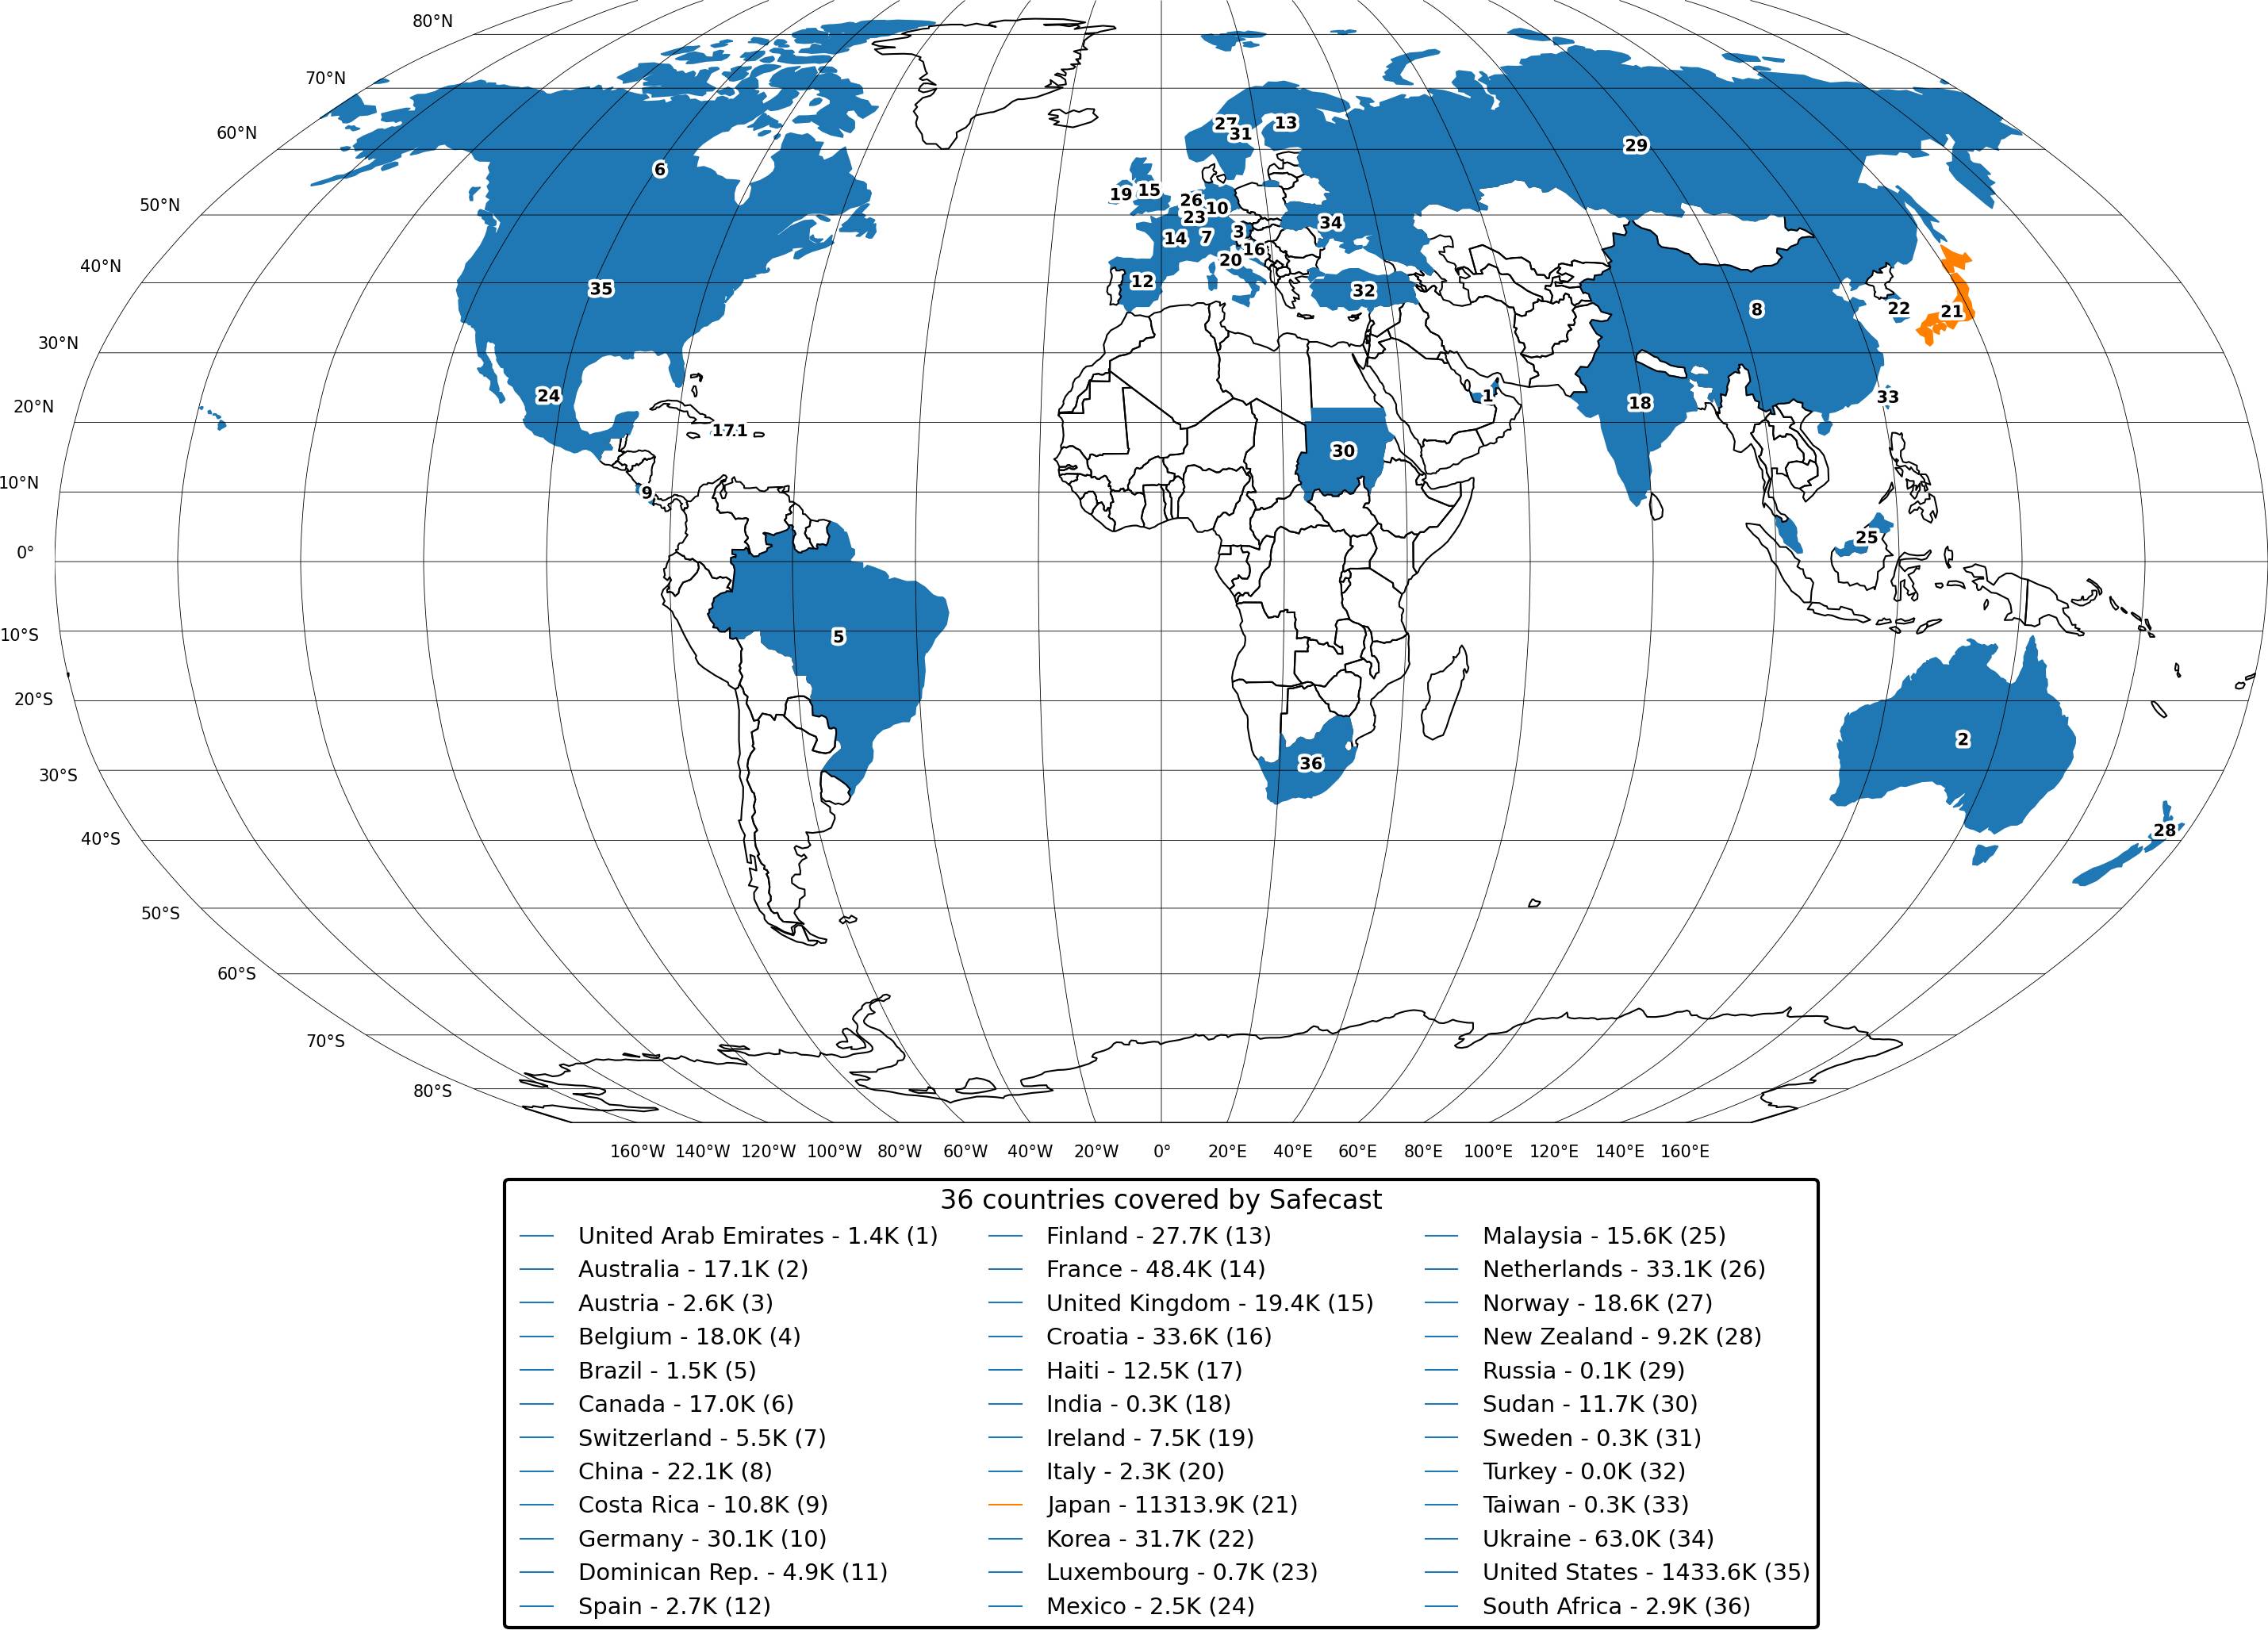 80°N
70°N
60°N
50°N
40°N
30°N
20°N
10°N
0°
10°S
20°S
30°S
40°S
50°S
60°S
70°S
80°S
27
31
13
29
6
19
15
26
10
23
34
14
7
3
16
20
12
32
35
8
22
21
24
1
18
33
17
1
30
9
25
5
2
36
28
160°W 140°W 120°W 100°W 80°W 60°W 40°W 20°W 0° 20°E 40°E 60°E 80°E 100°E 120°E 140°E 160°E
36 countries covered by Safecast
United Arab Emirates - 1.4K (1)
Australia - 17.1K (2)
Austria - 2.6K (3)
Belgium - 18.0K (4)
Brazil - 1.5K (5)
Canada - 17.0K (6)
Switzerland - 5.5K (7)
China - 22.1K (8)
Costa Rica - 10.8K (9)
Germany - 30.1K (10)
Dominican Rep. - 4.9K (11)
Spain - 2.7K (12)
Finland - 27.7K (13)
France - 48.4K (14)
United Kingdom - 19.4K (15)
Croatia - 33.6K (16)
Haiti - 12.5K (17)
India - 0.3K (18)
Ireland - 7.5K (19)
Italy - 2.3K (20)
Japan - 11313.9K (21)
Korea - 31.7K (22)
Luxembourg - 0.7K (23)
Mexico - 2.5K (24)
Malaysia - 15.6K (25)
Netherlands - 33.1K (26)
Norway - 18.6K (27)
New Zealand - 9.2K (28)
Russia - 0.1K (29)
Sudan - 11.7K (30)
Sweden - 0.3K (31)
Turkey - 0.0K (32)
Taiwan - 0.3K (33)
Ukraine - 63.0K (34)
United States - 1433.6K (35)
South Africa - 2.9K (36)